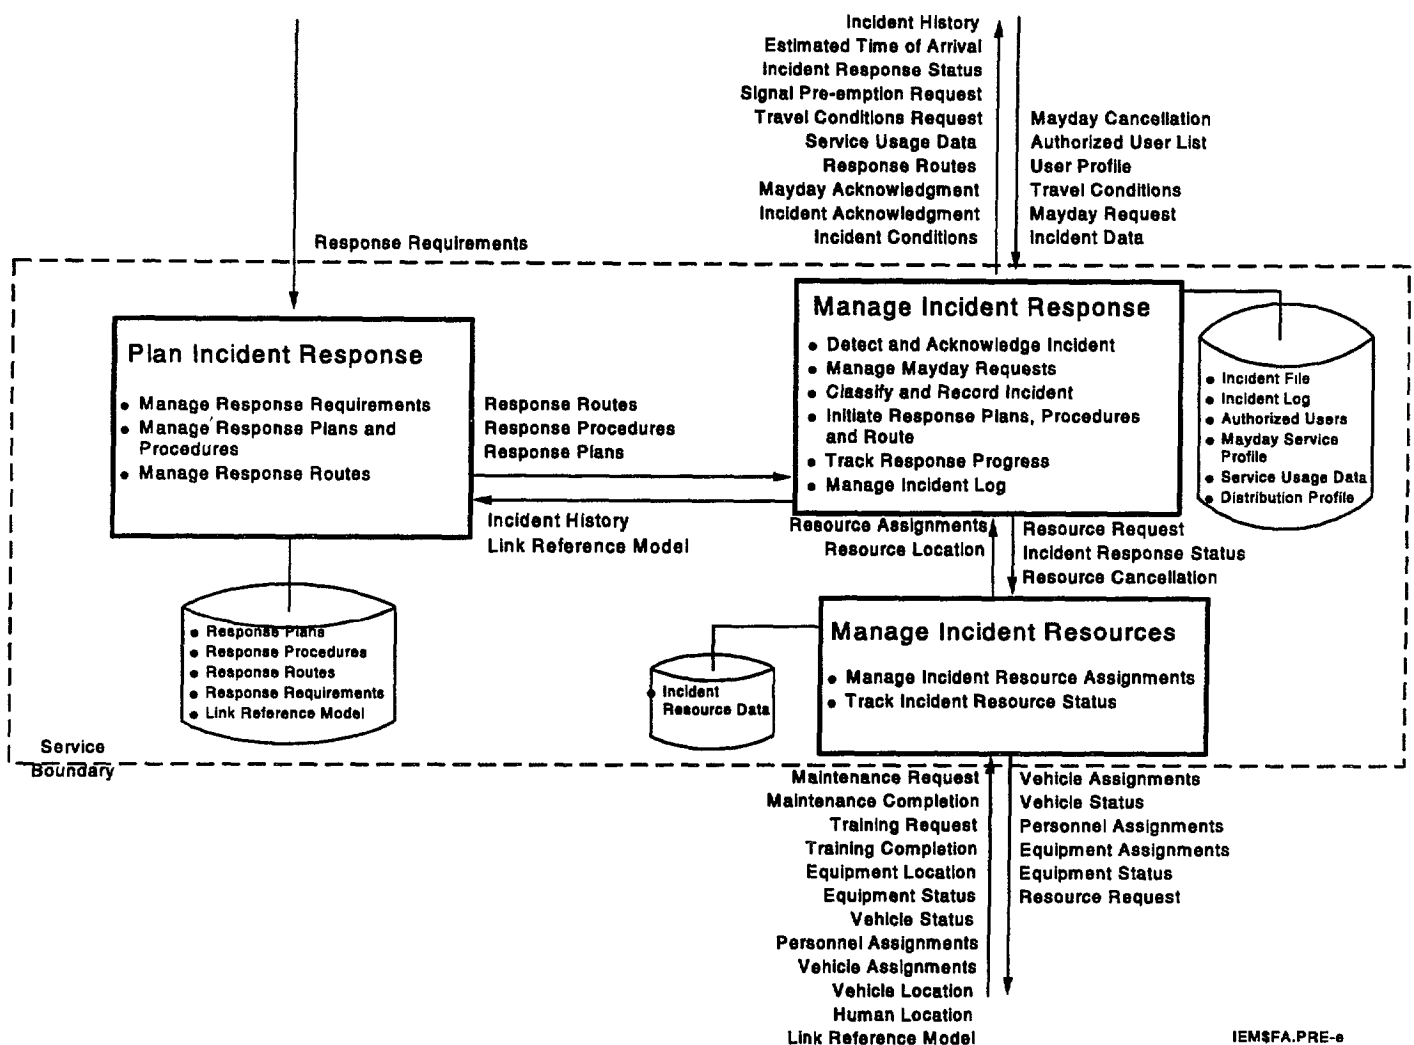 Incident History
Estimated Time of Arrival
Incident Response Status
Signal Pre-emption Request
Travel Conditions Request
Service Usage Data
Response Routes
Mayday Acknowledgment
Incident Acknowledgment
Incident Conditions
Mayday Cancellation
Authorized User List
User Profile
Travel Conditions
Mayday Request
Incident Data
Response Requirements
Plan Incident Response
• Manage Response Requirements
• Manage Response Plans and
Procedures
• Manage Response Routes
Response Routes
Response Procedures
Response Plans
Incident History
Link Reference Model
Manage Incident Response
• Detect and Acknowledge Incident
• Manage Mayday Requests
• Classify and Record Incident
• Initiate Response Plans, Procedures
and Route
• Track Response Progress
• Manage Incident Log
• Incident File
• Incident Log
• Authorized Users
• Mayday Service
Profile
• Service Usage Data
• Distribution Profile
Resource Assignments
Resource Location
Resource Request
Incident Response Status
Resource Cancellation
• Response Plans
• Response Procedures
• Response Routes
• Response Requirements
• Link Reference Model
• Incident
Resource Data
Manage Incident Resources
• Manage Incident Resource Assignments
• Track Incident Resource Status
Service
Boundary
Maintenance Request
Maintenance Completion
Training Request
Training Completion
Equipment Location
Equipment Status
Vehicle Status
Personnel Assignments
Vehicle Assignments
Vehicle Location
Human Location
Link Reference Model
Vehicle Assignments
Vehicle Status
Personnel Assignments
Equipment Assignments
Equipment Status
Resource Request
IEM$FA.PRE-e